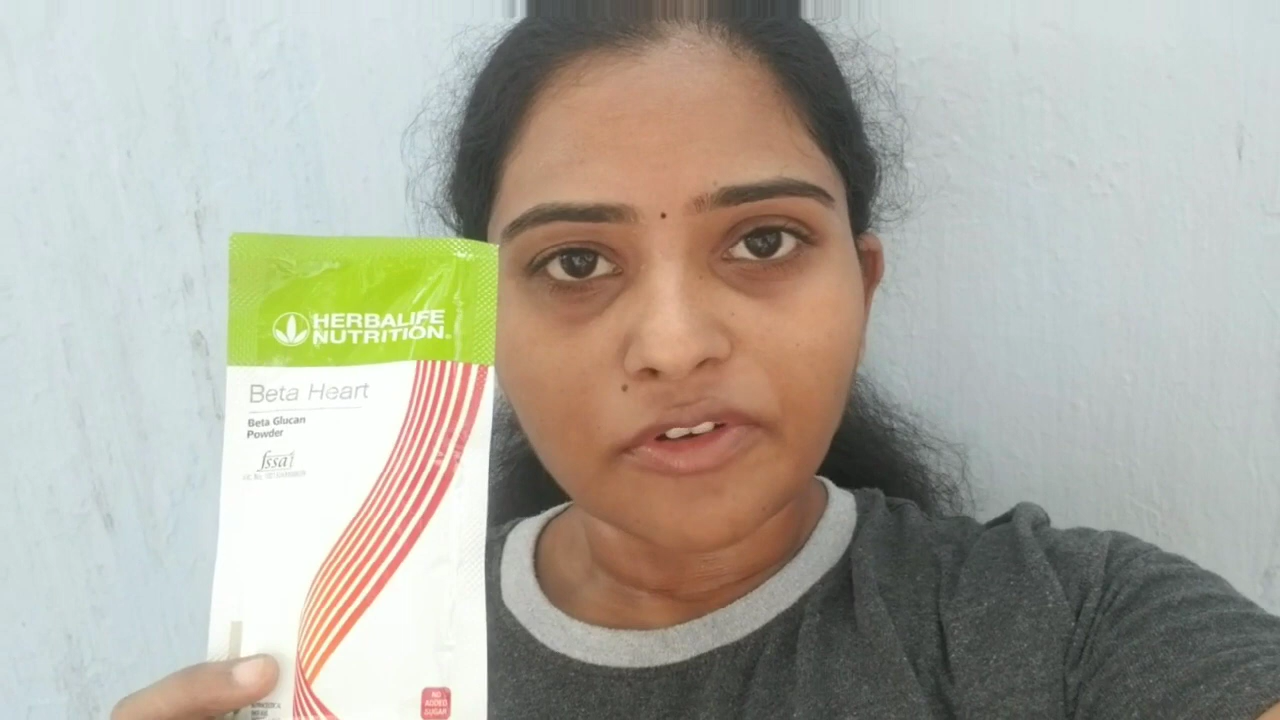 HERBALIFE
NUTRITION
Beta Heart
Beta Glucan
Powder
fssai
NO
ADDED
SUGAR